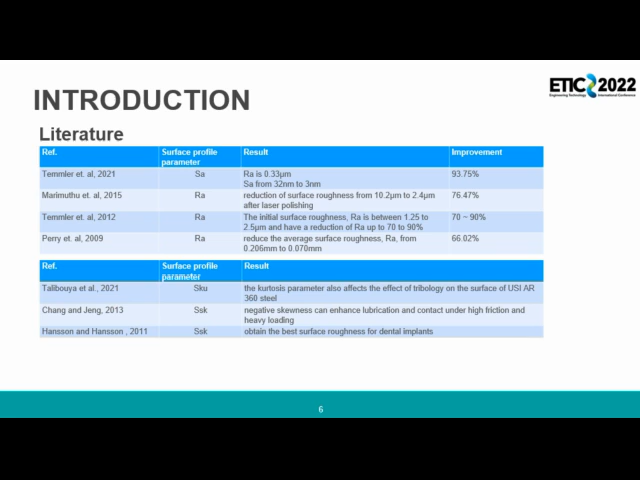 ETIC 2022
Engineering Technology International Conference
INTRODUCTION
Literature
Ref. Surface profile parameter Result Improvement
Temmler et. al, 2021 Sa Ra is 0.33μm Sa from 32nm to 3nm 93.75%
Marimuthu et. al, 2015 Ra reduction of surface roughness from 10.2μm to 2.4μm after laser polishing 76.47%
Temmler et. al, 2012 Ra The initial surface roughness, Ra is between 1.25 to 2.5μm and have a reduction of Ra up to 70 to 90% 70 ~ 90%
Perry et. al, 2009 Ra reduce the average surface roughness, Ra, from 0.206mm to 0.070mm 66.02%
Ref. Surface profile parameter Result
Talibouya et al., 2021 Sku the kurtosis parameter also affects the effect of tribology on the surface of USI AR 360 steel
Chang and Jeng, 2013 Ssk negative skewness can enhance lubrication and contact under high friction and heavy loading
Hansson and Hansson , 2011 Ssk obtain the best surface roughness for dental implants
6